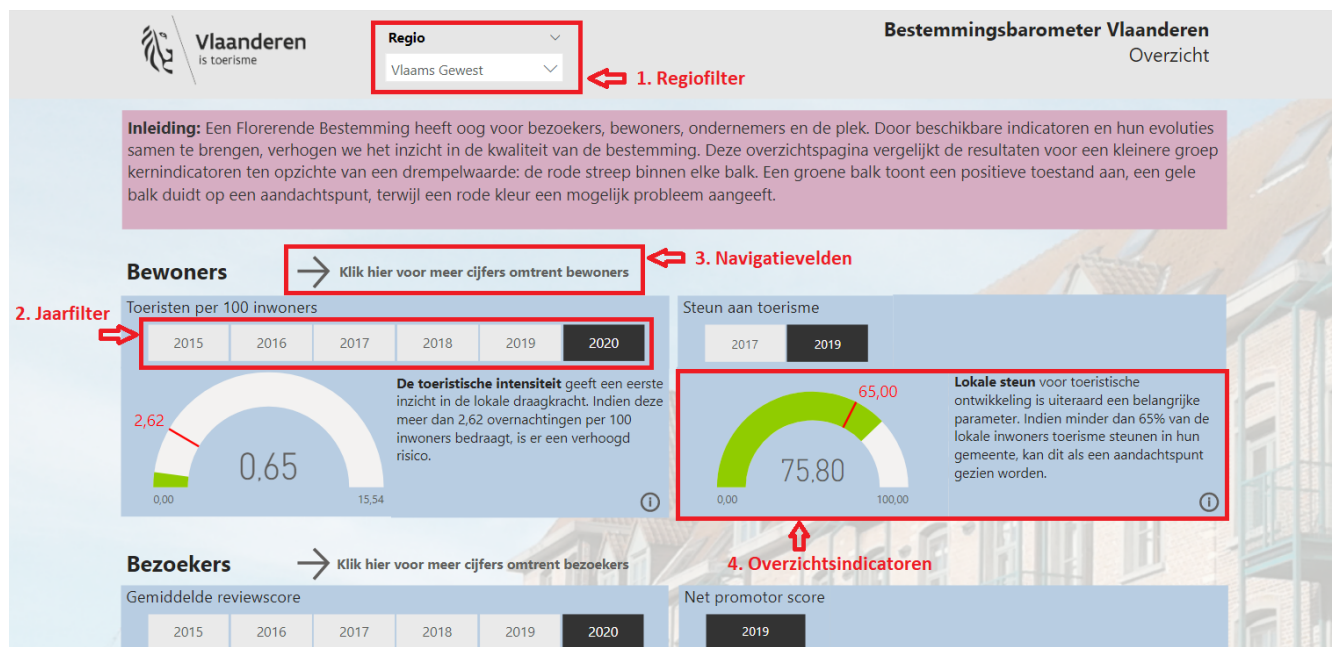 Vlaanderen
is toerisme
Regio
Vlaams Gewest
1. Regiofilter
Bestemmingsbarometer Vlaanderen
Overzicht
Inleiding: Een Florerende Bestemming heeft oog voor bezoekers, bewoners, ondernemers en de plek. Door beschikbare indicatoren en hun evoluties
samen te brengen, verhogen we het inzicht in de kwaliteit van de bestemming. Deze overzichtspagina vergelijkt de resultaten voor een kleinere groep
kernindicatoren ten opzichte van een drempelwaarde: de rode streep binnen elke balk. Een groene balk toont een positieve toestand aan, een gele
balk duidt op een aandachtspunt, terwijl een rode kleur een mogelijk probleem aangeeft.
Bewoners
Klik hier voor meer cijfers omtrent bewoners
3. Navigatievelden
2. Jaarfilter
Toeristen per 100 inwoners
2015 2016 2017 2018 2019 2020
2,62
0,65
0,00
15,54
De toeristische intensiteit geeft een eerste
inzicht in de lokale draagkracht. Indien deze
meer dan 2,62 overnachtingen per 100
inwoners bedraagt, is er een verhoogd
risico.
Steun aan toerisme
2017 2019
65,00
75,80
0,00
100,00
Lokale steun voor toeristische
ontwikkeling is uiteraard een belangrijke
parameter. Indien minder dan 65% van de
lokale inwoners toerisme steunen in hun
gemeente, kan dit als een aandachtspunt
gezien worden.
4. Overzichtsindicatoren
Bezoekers
Klik hier voor meer cijfers omtrent bezoekers
Gemiddelde reviewscore
2015 2016 2017 2018 2019 2020
Net promotor score
2019